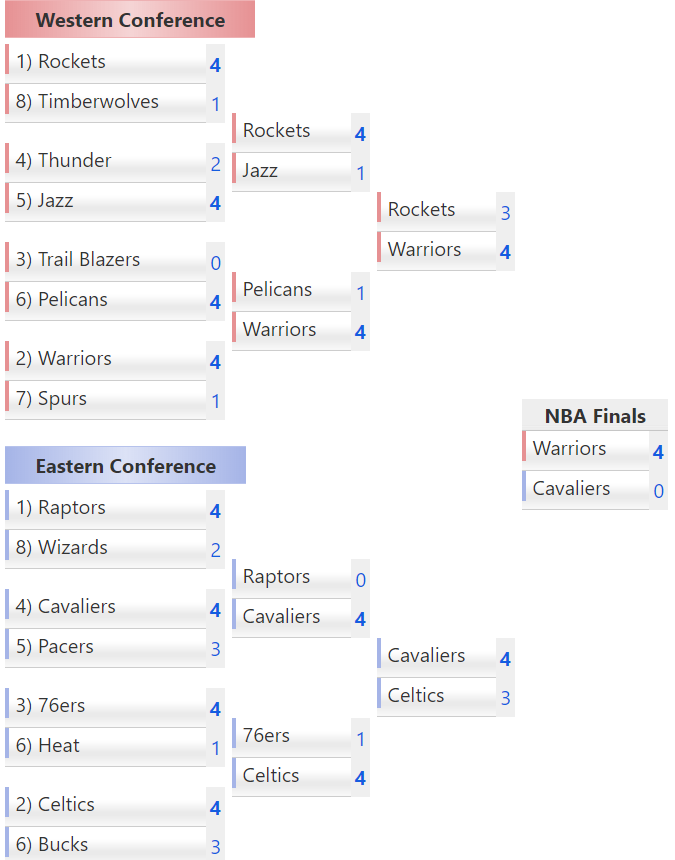 Western Conference
1) Rockets 4
8) Timberwolves 1
4) Thunder 2
5) Jazz 4
3) Trail Blazers 0
6) Pelicans 4
2) Warriors 4
7) Spurs 1
Rockets 4
Jazz 1
Pelicans 1
Warriors 4
Rockets 3
Warriors 4
NBA Finals
Warriors 4
Cavaliers 0
Eastern Conference
1) Raptors 4
8) Wizards 2
4) Cavaliers 4
5) Pacers 3
3) 76ers 4
6) Heat 1
2) Celtics 4
6) Bucks 3
Raptors 0
Cavaliers 4
76ers 1
Celtics 4
Cavaliers 4
Celtics 3